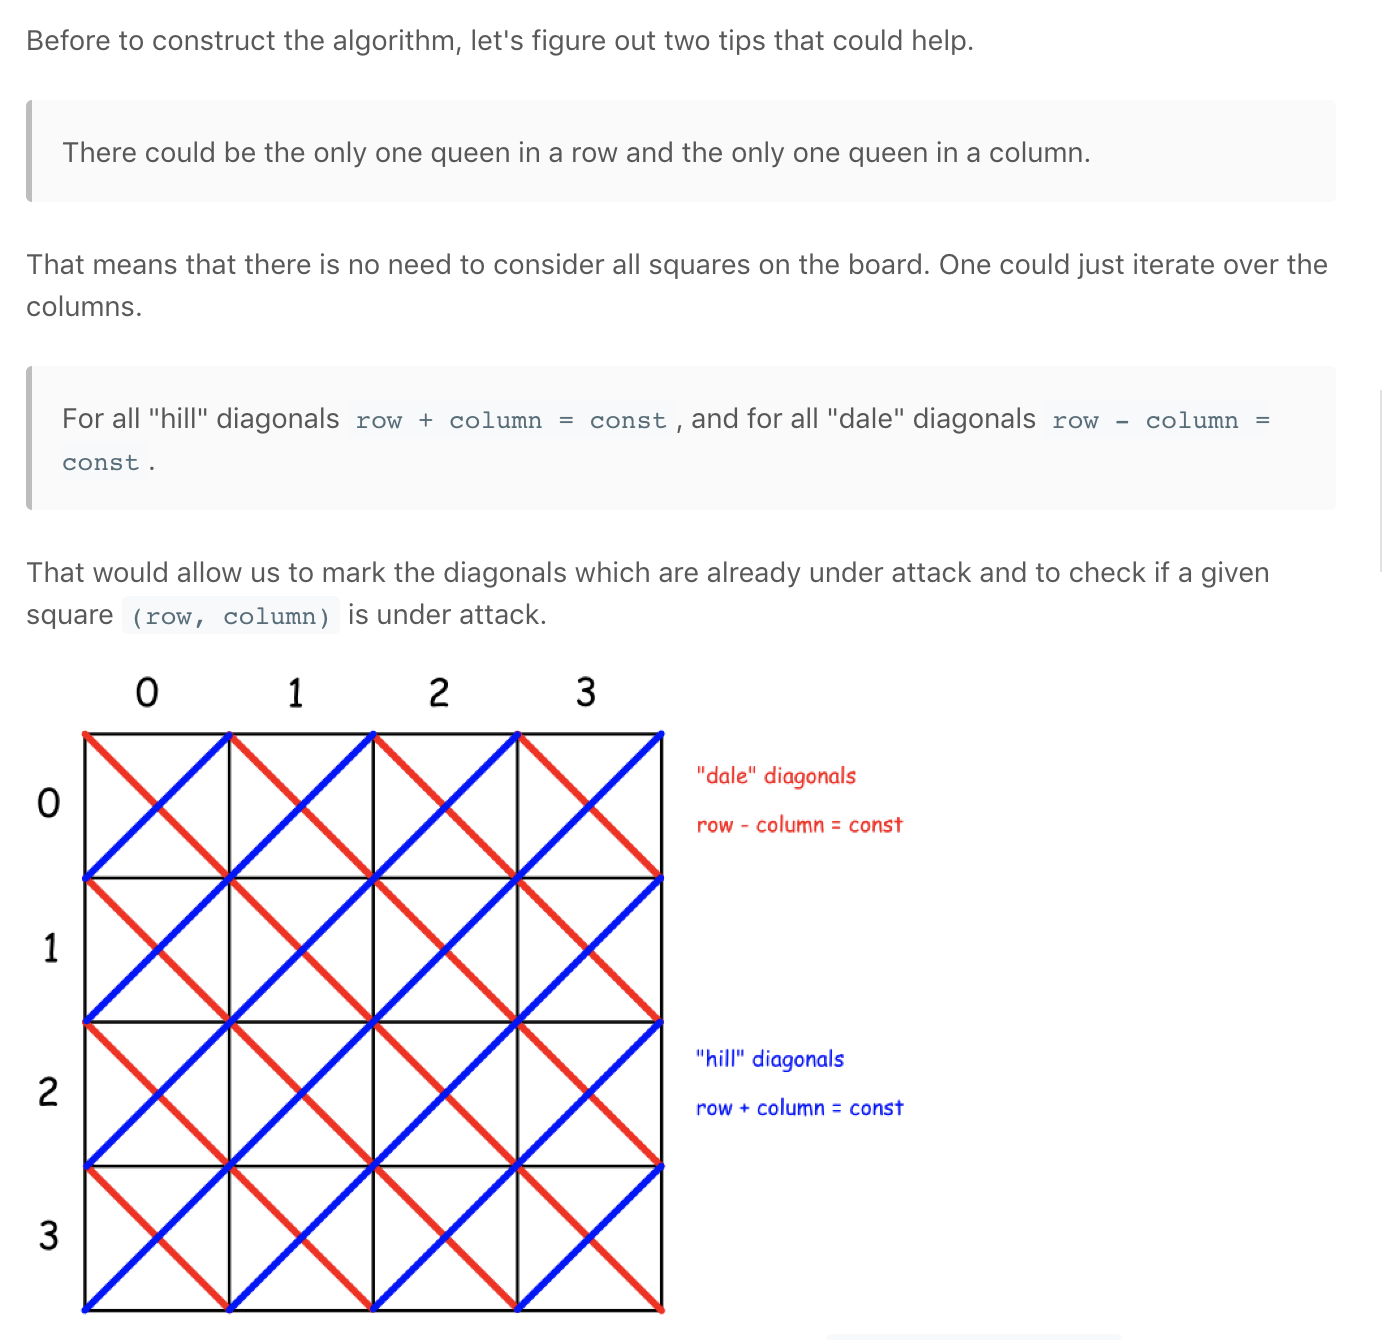 Before to construct the algorithm, let's figure out two tips that could help.
There could be the only one queen in a row and the only one queen in a column.
That means that there is no need to consider all squares on the board. One could just iterate over the
columns.
For all "hill" diagonals row + column = const , and for all "dale" diagonals row - column =
const .
That would allow us to mark the diagonals which are already under attack and to check if a given
square (row, column) is under attack.
0 1 2 3
0
"dale" diagonals
row - column = const
1
2
"hill" diagonals
row + column = const
3